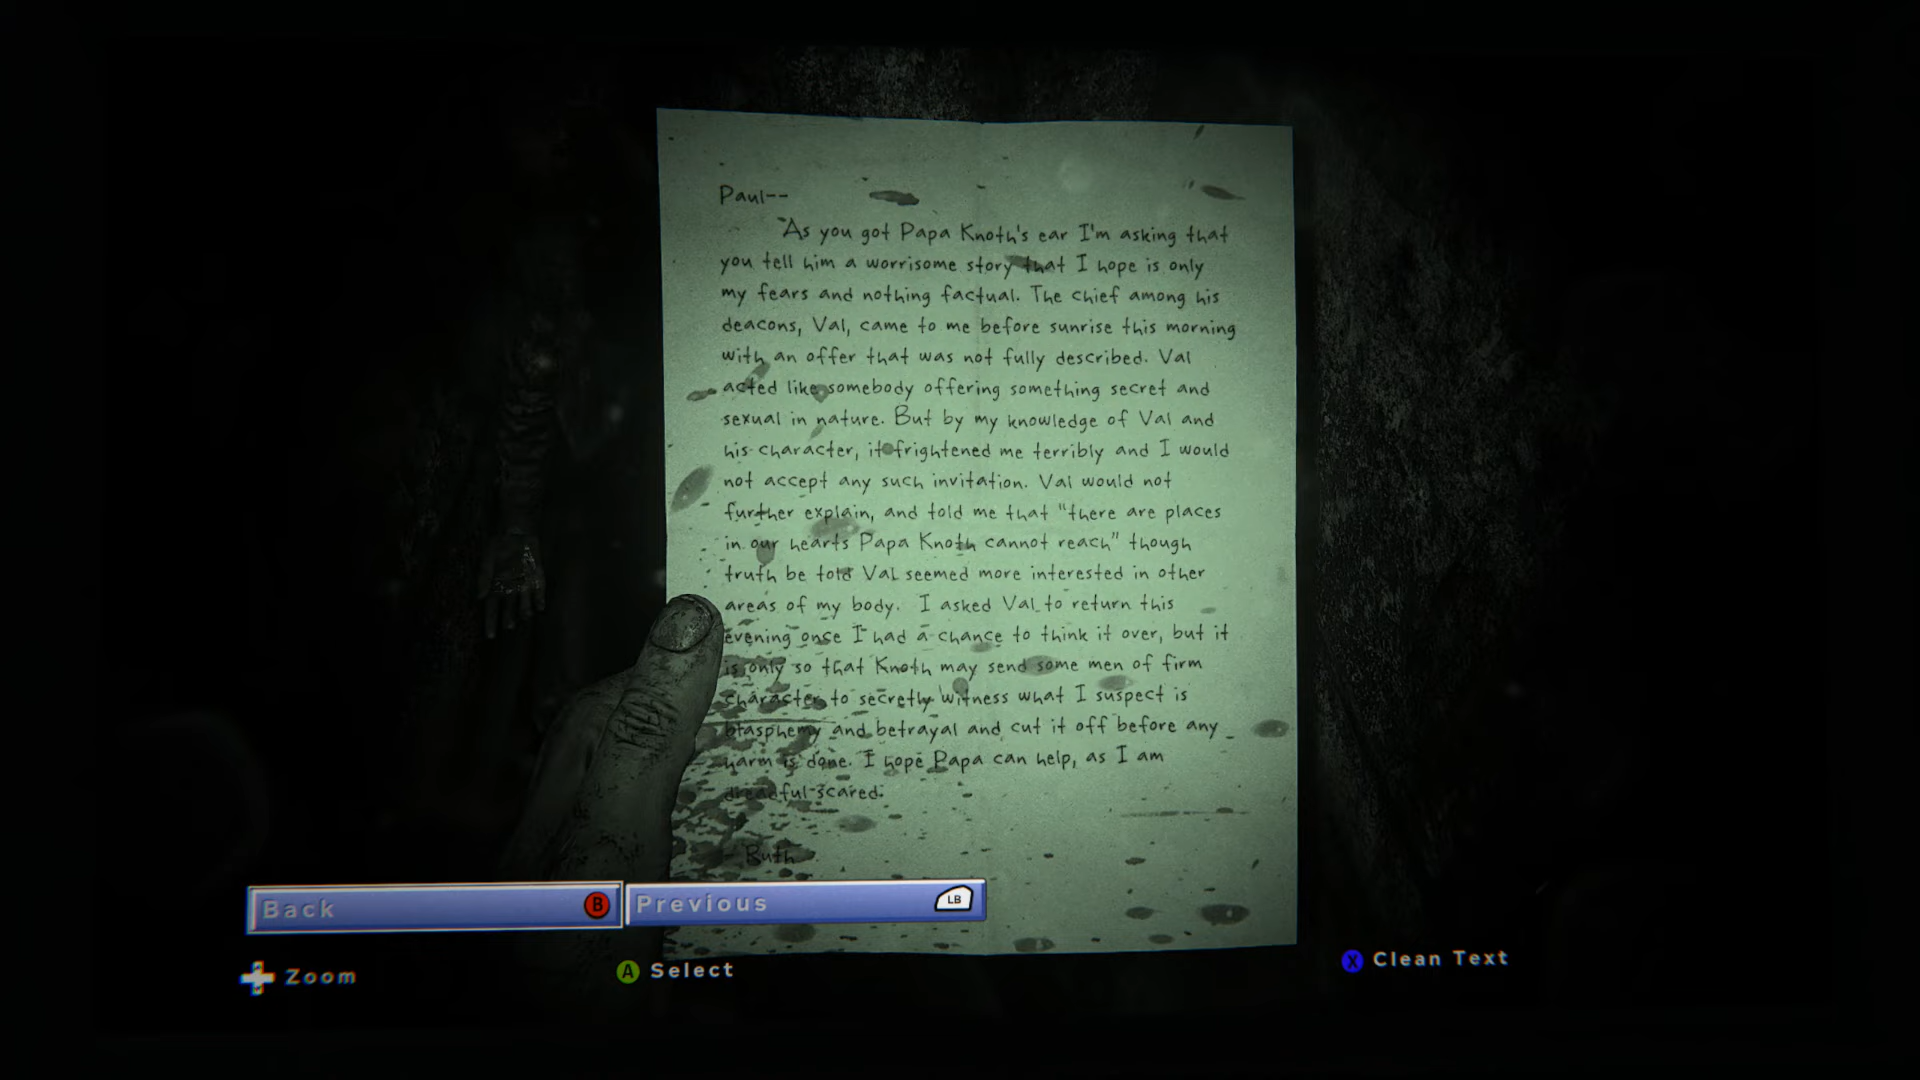 Paul--
As you got Papa Knoth's ear I'm asking that
you tell him a worrisome story that I hope is only
my fears and nothing factual. The chief among his
deacons, Val, came to me before sunrise this morning
with an offer that was not fully described. Val
acted like somebody offering something secret and
sexual in nature. But by my knowledge of Val and
his character, it frightened me terribly and I would
not accept any such invitation. Val would not
further explain, and told me that "there are places
in our hearts Papa Knoth cannot reach" though
truth be told Val seemed more interested in other
areas of my body. I asked Val to return this
evening once I had a chance to think it over, but it
is only so that Knoth may send some men of firm
character to secretly witness what I suspect is
blasphemy and betrayal and cut it off before any
harm is done. I hope Papa can help, as I am
dreadful scared.
-- Ruth
Back B Previous LB
Zoom A Select X Clean Text